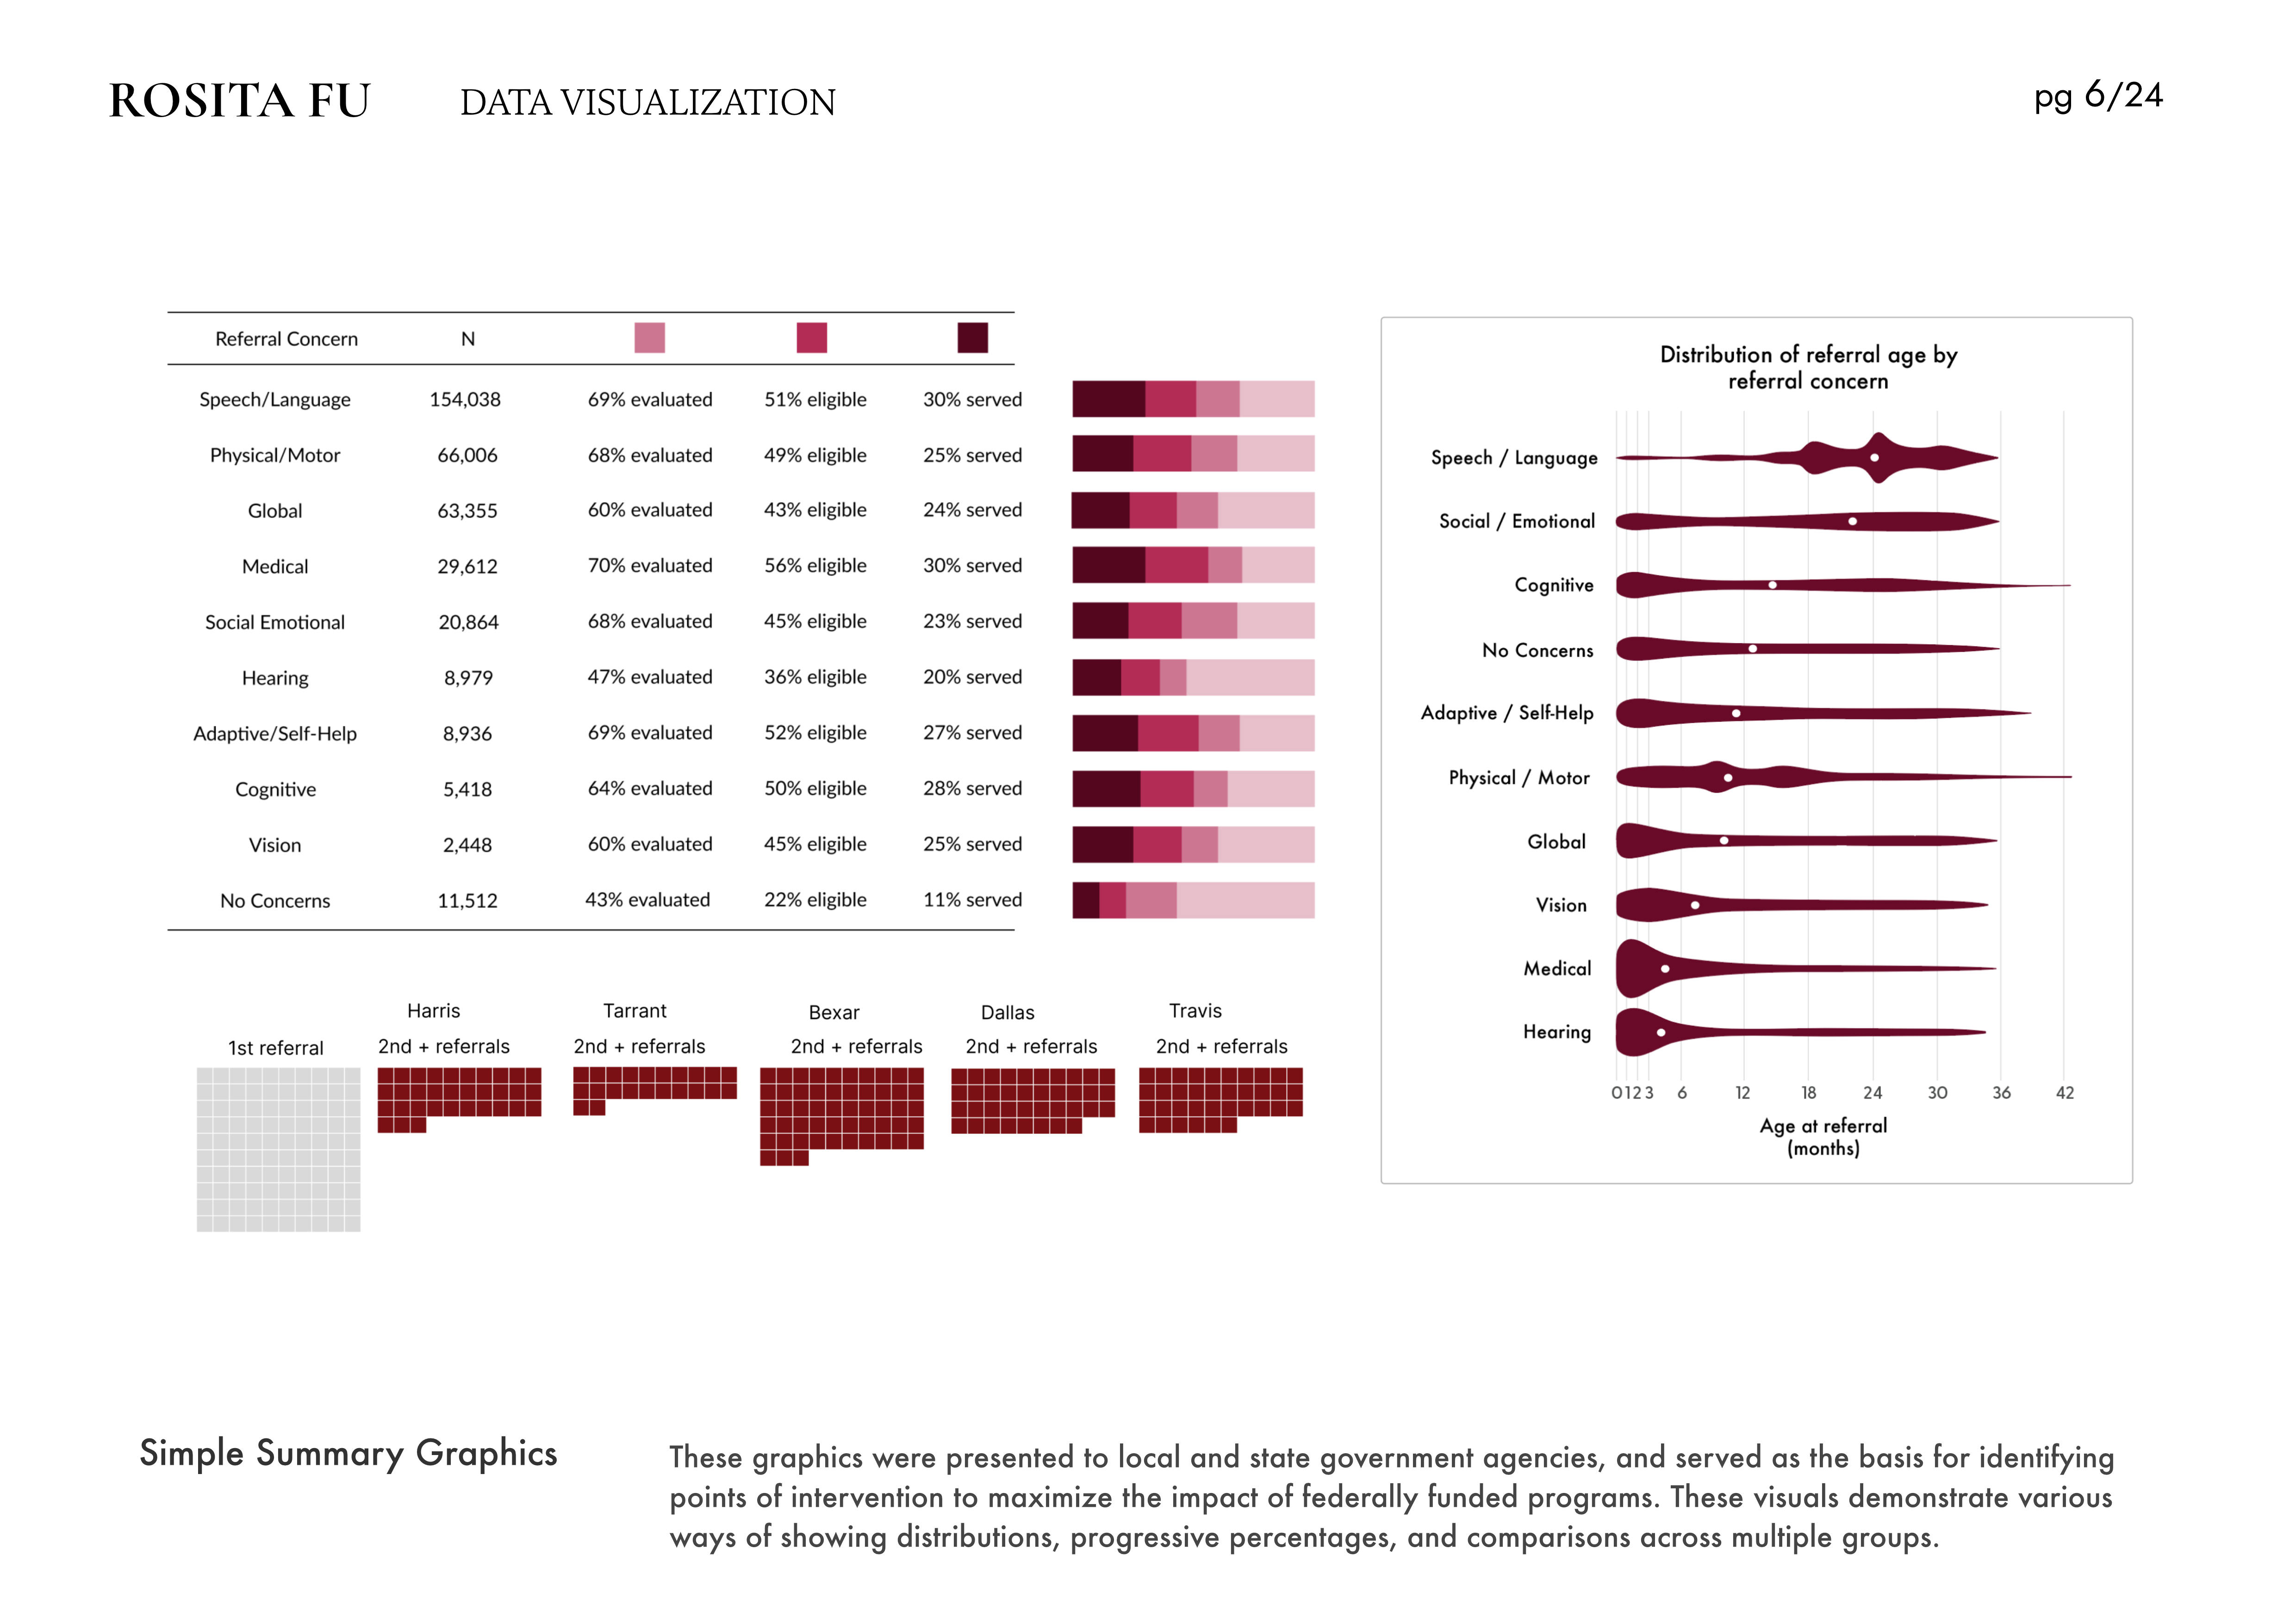 ROSITA FU DATA VISUALIZATION pg 6/24
Referral Concern N
Speech/Language 154,038 69% evaluated 51% eligible 30% served
Physical/Motor 66,006 68% evaluated 49% eligible 25% served
Global 63,355 60% evaluated 43% eligible 24% served
Medical 29,612 70% evaluated 56% eligible 30% served
Social Emotional 20,864 68% evaluated 45% eligible 23% served
Hearing 8,979 47% evaluated 36% eligible 20% served
Adaptive/Self-Help 8,936 69% evaluated 52% eligible 27% served
Cognitive 5,418 64% evaluated 50% eligible 28% served
Vision 2,448 60% evaluated 45% eligible 25% served
No Concerns 11,512 43% evaluated 22% eligible 11% served
Harris Tarrant Bexar Dallas Travis
1st referral 2nd + referrals 2nd + referrals 2nd + referrals 2nd + referrals 2nd + referrals
Distribution of referral age by
referral concern
Speech / Language
Social / Emotional
Cognitive
No Concerns
Adaptive / Self-Help
Physical / Motor
Global
Vision
Medical
Hearing
0 1 2 3 6 12 18 24 30 36 42
Age at referral
(months)
Simple Summary Graphics
These graphics were presented to local and state government agencies, and served as the basis for identifying
points of intervention to maximize the impact of federally funded programs. These visuals demonstrate various
ways of showing distributions, progressive percentages, and comparisons across multiple groups.